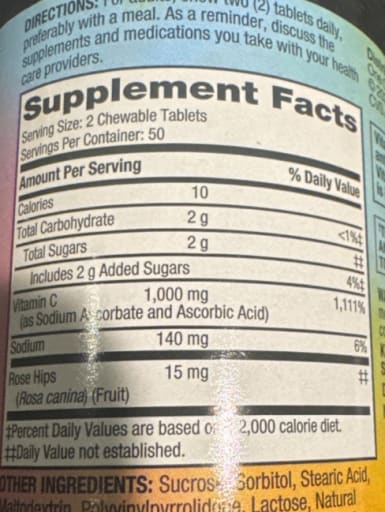 DIRECTIONS: For adults, chew two (2) tablets daily,
preferably with a meal. As a reminder, discuss the
supplements and medications you take with your health
care providers.
Supplement Facts
Serving Size: 2 Chewable Tablets
Servings Per Container: 50
Amount Per Serving % Daily Value
Calories 10
Total Carbohydrate 2 g <1%‡
Total Sugars 2 g ‡‡
Includes 2 g Added Sugars 4%‡
Vitamin C 1,000 mg 1,111%
(as Sodium Ascorbate and Ascorbic Acid)
Sodium 140 mg 6%
Rose Hips 15 mg ‡‡
(Rosa canina) (Fruit)
‡Percent Daily Values are based on 2,000 calorie diet.
‡‡Daily Value not established.
OTHER INGREDIENTS: Sucrose, Sorbitol, Stearic Acid,
Maltodextrin, Polyvinylpyrrolidone, Lactose, Natural